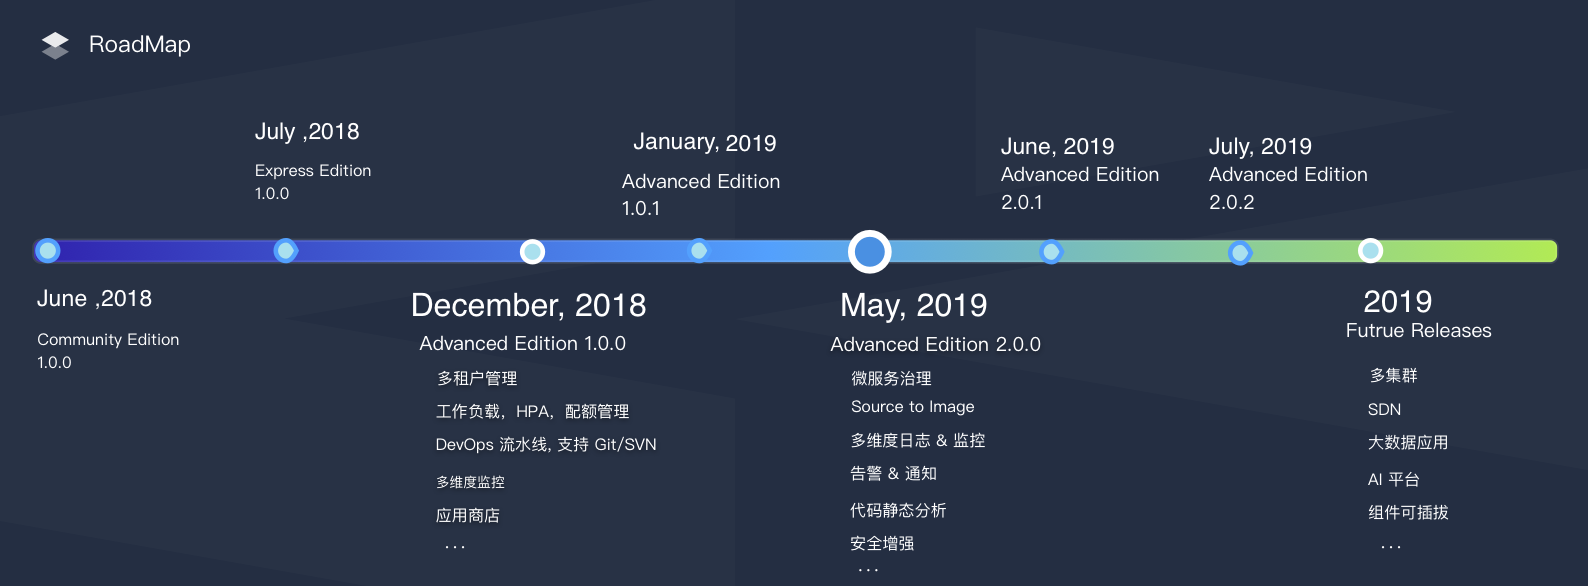 RoadMap
June ,2018
Community Edition
1.0.0
July ,2018
Express Edition
1.0.0
December, 2018
Advanced Edition 1.0.0
多租户管理
工作负载，HPA，配额管理
DevOps 流水线, 支持 Git/SVN
多维度监控
应用商店
...
January, 2019
Advanced Edition
1.0.1
May, 2019
Advanced Edition 2.0.0
微服务治理
Source to Image
多维度日志 & 监控
告警 & 通知
代码静态分析
安全增强
...
June, 2019
Advanced Edition
2.0.1
July, 2019
Advanced Edition
2.0.2
2019
Futrue Releases
多集群
SDN
大数据应用
AI 平台
组件可插拔
...